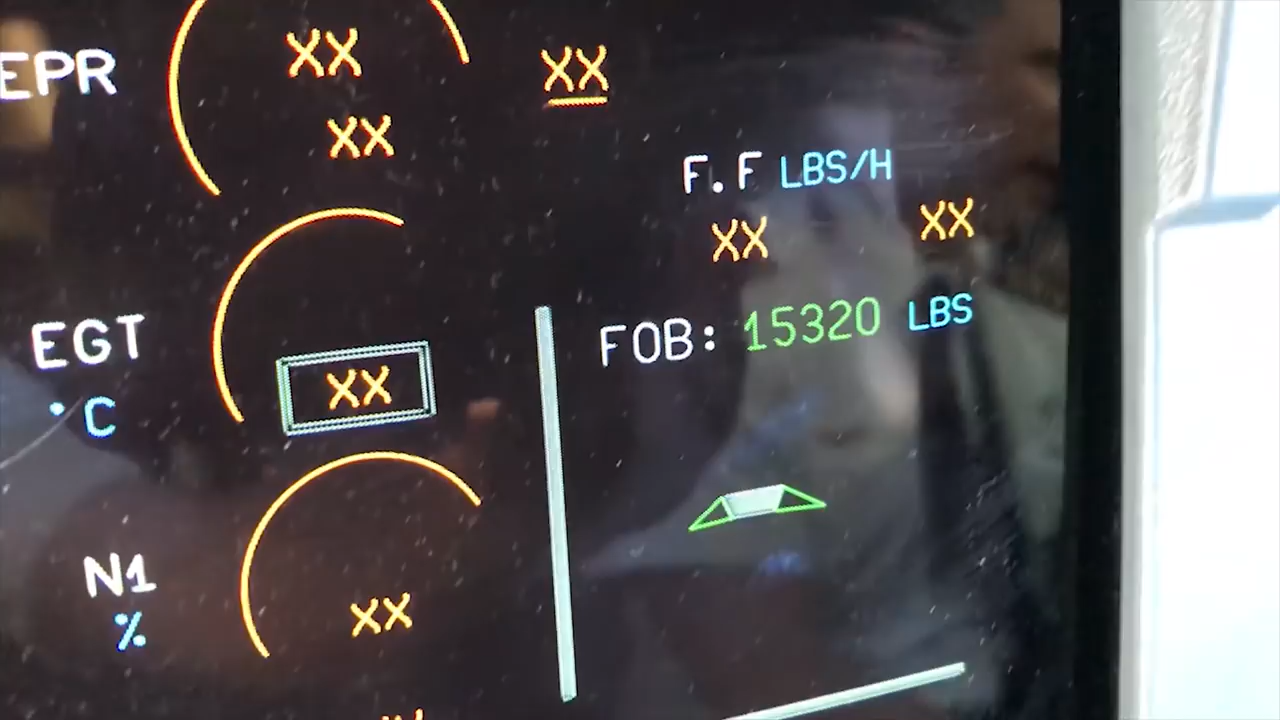 EPR XX XX
XX
F.F LBS/H
XX XX
FOB: 15320 LBS
EGT XX
°C
N1
% XX